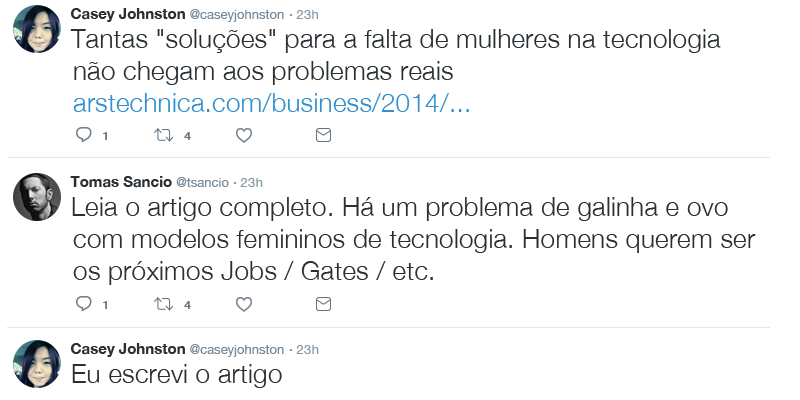 Casey Johnston @caseyjohnston · 23h
Tantas "soluções" para a falta de mulheres na tecnologia
não chegam aos problemas reais
arstechnica.com/business/2014/...
1 4
Tomas Sancio @tsancio · 23h
Leia o artigo completo. Há um problema de galinha e ovo
com modelos femininos de tecnologia. Homens querem ser
os próximos Jobs / Gates / etc.
1 4
Casey Johnston @caseyjohnston · 23h
Eu escrevi o artigo